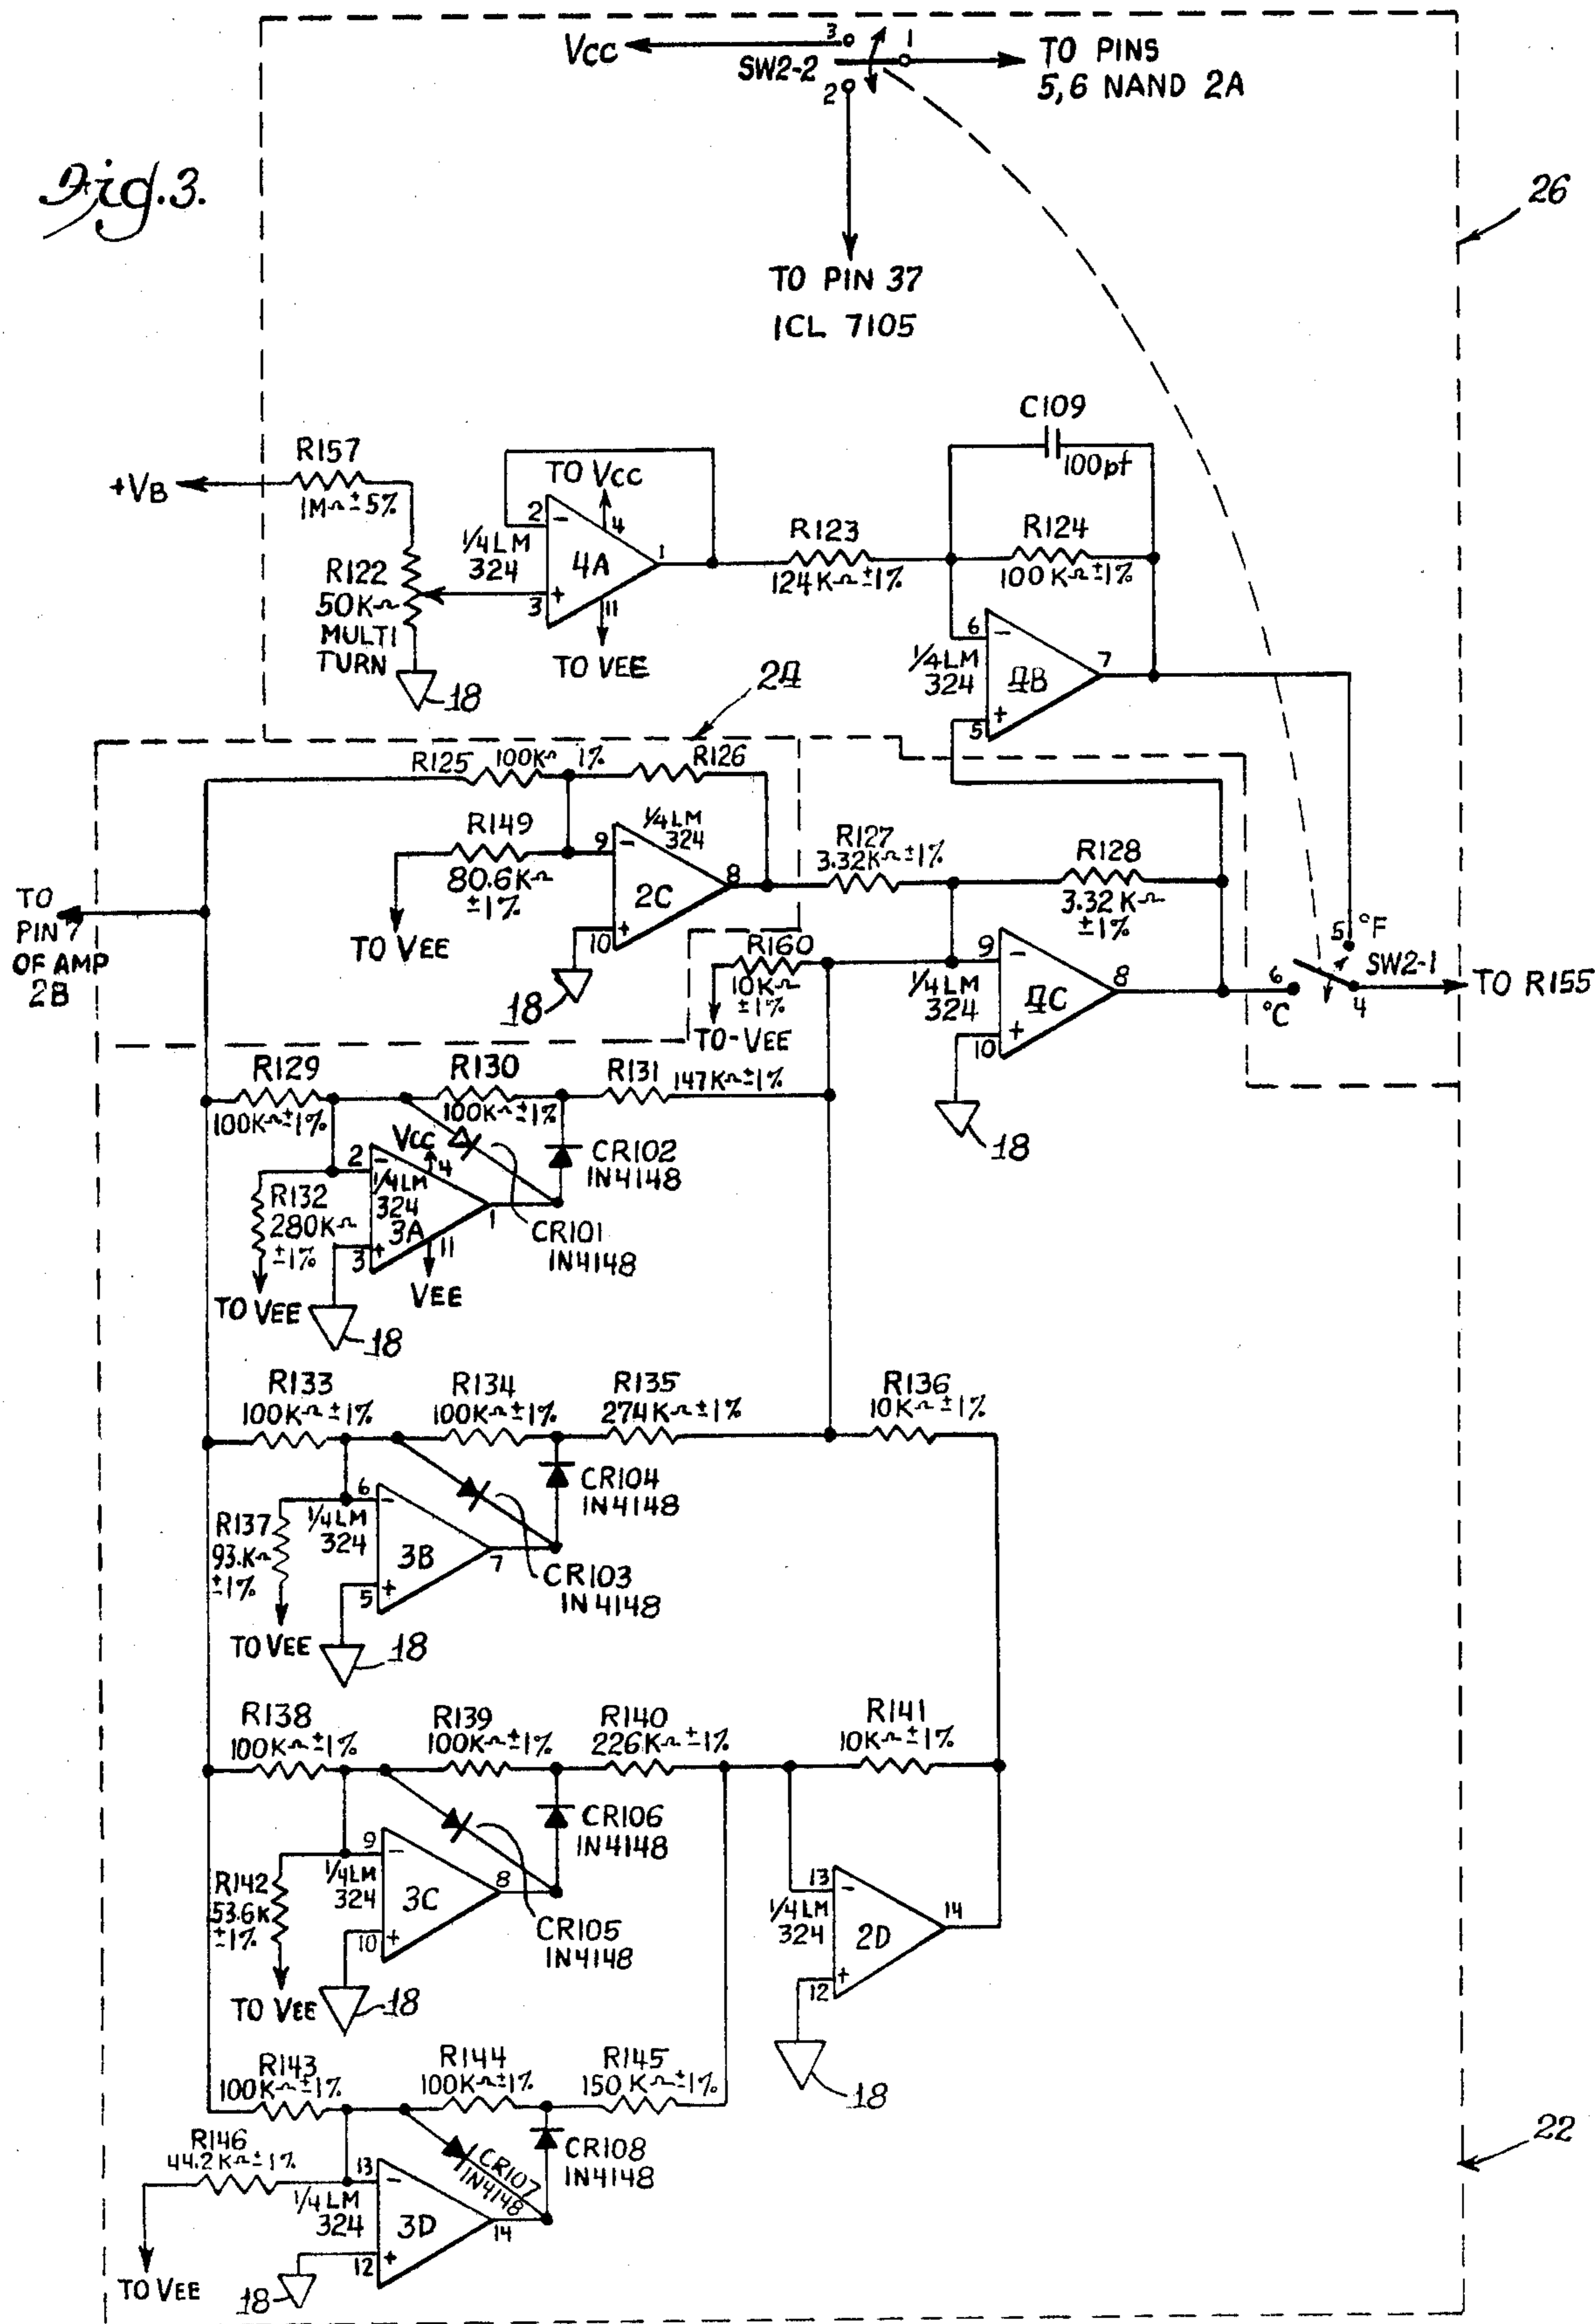 Fig.3.
VCC
3
1
SW2-2
2
TO PINS
5,6 NAND 2A
26
TO PIN 37
ICL 7105
C109
100pf
R157
1MΩ±5%
+VB
TO VCC
2
-
4
1/4LM
324
4A
1
+
3
11
TO VEE
R122
50KΩ
MULTI
TURN
18
R123
124KΩ±1%
R124
100KΩ±1%
6
-
1/4LM
324
4B
7
+
5
24
R125
100KΩ
1%
R126
R149
80.6KΩ
±1%
TO VEE
9
-
1/4LM
324
2C
8
+
10
18
TO
PIN 7
OF AMP
2B
R127
3.32KΩ±1%
R128
3.32KΩ
±1%
R160
10KΩ
±1%
TO-VEE
9
-
1/4LM
324
4C
8
+
10
18
5
°F
SW2-1
6
°C
4
TO R155
R129
100KΩ±1%
R130
100KΩ±1%
R131
147KΩ±1%
VCC
4
2
-
1/4LM
324
3A
1
+
3
11
VEE
R132
280KΩ
±1%
TO VEE
18
CR102
1N4148
CR101
1N4148
R133
100KΩ±1%
R134
100KΩ±1%
R135
274KΩ±1%
R136
10KΩ±1%
CR104
1N4148
6
-
1/4LM
324
3B
7
+
5
R137
93.KΩ
±1%
TO VEE
18
CR103
1N4148
R138
100KΩ±1%
R139
100KΩ±1%
R140
226KΩ±1%
R141
10KΩ±1%
CR106
1N4148
9
-
1/4LM
324
3C
8
+
10
R142
53.6K
±1%
TO VEE
18
CR105
1N4148
13
-
1/4LM
324
2D
14
+
12
18
R143
100KΩ±1%
R144
100KΩ±1%
R145
150KΩ±1%
R146
44.2KΩ±1%
CR107
1N4148
CR108
1N4148
13
-
1/4LM
324
3D
14
+
12
TO VEE
18
22